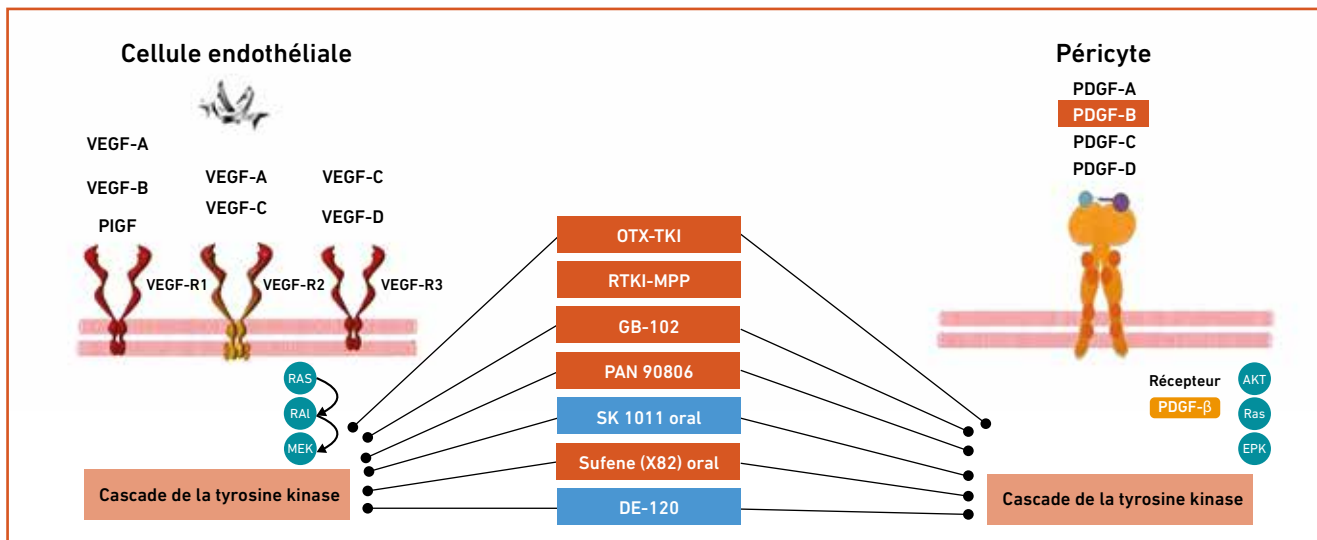 Cellule endothéliale
VEGF-A
VEGF-B
PIGF
VEGF-A
VEGF-C
VEGF-C
VEGF-D
VEGF-R1
VEGF-R2
VEGF-R3
RAS
RAl
MEK
Cascade de la tyrosine kinase
OTX-TKI
RTKI-MPP
GB-102
PAN 90806
SK 1011 oral
Sufene (X82) oral
DE-120
Péricyte
PDGF-A
PDGF-B
PDGF-C
PDGF-D
Récepteur
PDGF-β
AKT
Ras
EPK
Cascade de la tyrosine kinase